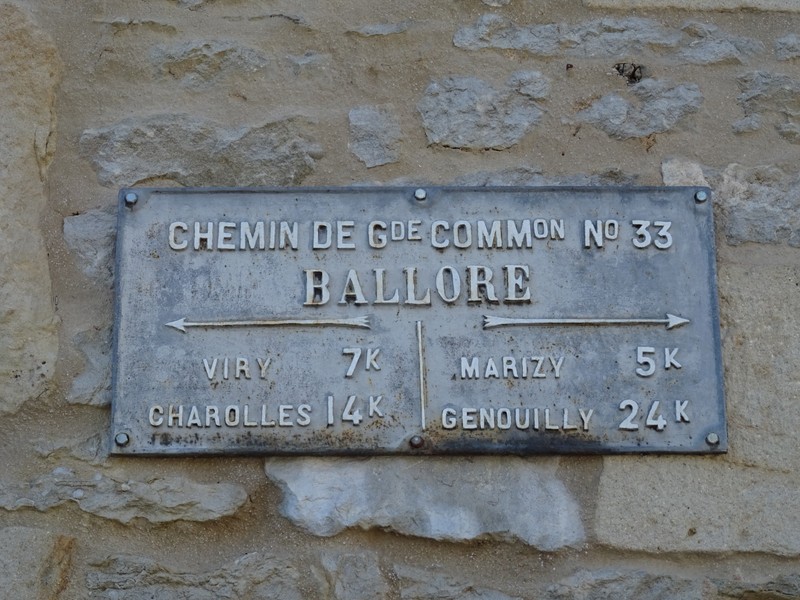 CHEMIN DE GDE COMMON NO 33
BALLORE
VIRY 7K MARIZY 5K
CHAROLLES 14K GENOUILLY 24K